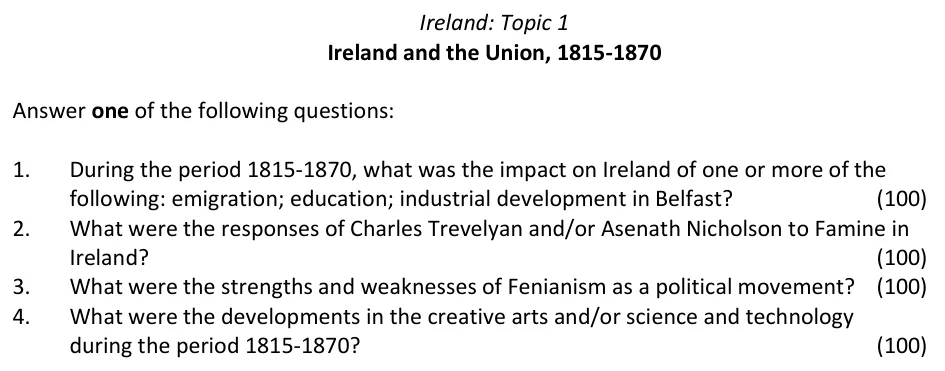 Ireland: Topic 1
Ireland and the Union, 1815-1870
Answer one of the following questions:
1. During the period 1815-1870, what was the impact on Ireland of one or more of the
following: emigration; education; industrial development in Belfast? (100)
2. What were the responses of Charles Trevelyan and/or Asenath Nicholson to Famine in
Ireland? (100)
3. What were the strengths and weaknesses of Fenianism as a political movement? (100)
4. What were the developments in the creative arts and/or science and technology
during the period 1815-1870? (100)